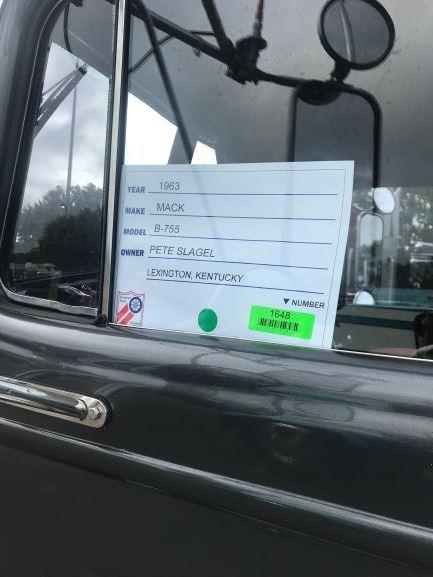 YEAR 1963
MAKE MACK
MODEL B-755
OWNER PETE SLAGEL
LEXINGTON, KENTUCKY
▼ NUMBER
1648